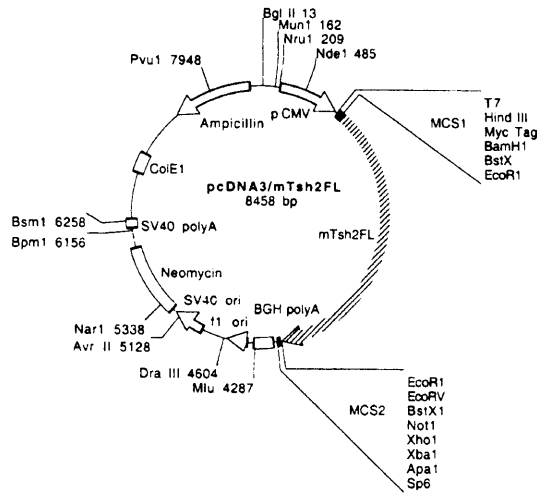 Bgl II 13
Mun1 162
Nru1 209
Nde1 485
Pvu1 7948
pCMV
Ampicillin
T7
Hind III
Myc Tag
BamH1
BstX
EcoR1
MCS1
ColE1
pcDNA3/mTsh2FL
8458 bp
mTsh2FL
Bsm1 6258
Bpm1 6156
SV40 polyA
Neomycin
SV40 ori
f1 ori
BGH polyA
Nar1 5338
Avr II 5128
Dra III 4604
Mlu 4287
MCS2
EcoR1
EcoRV
BstX1
Not1
Xho1
Xba1
Apa1
Sp6